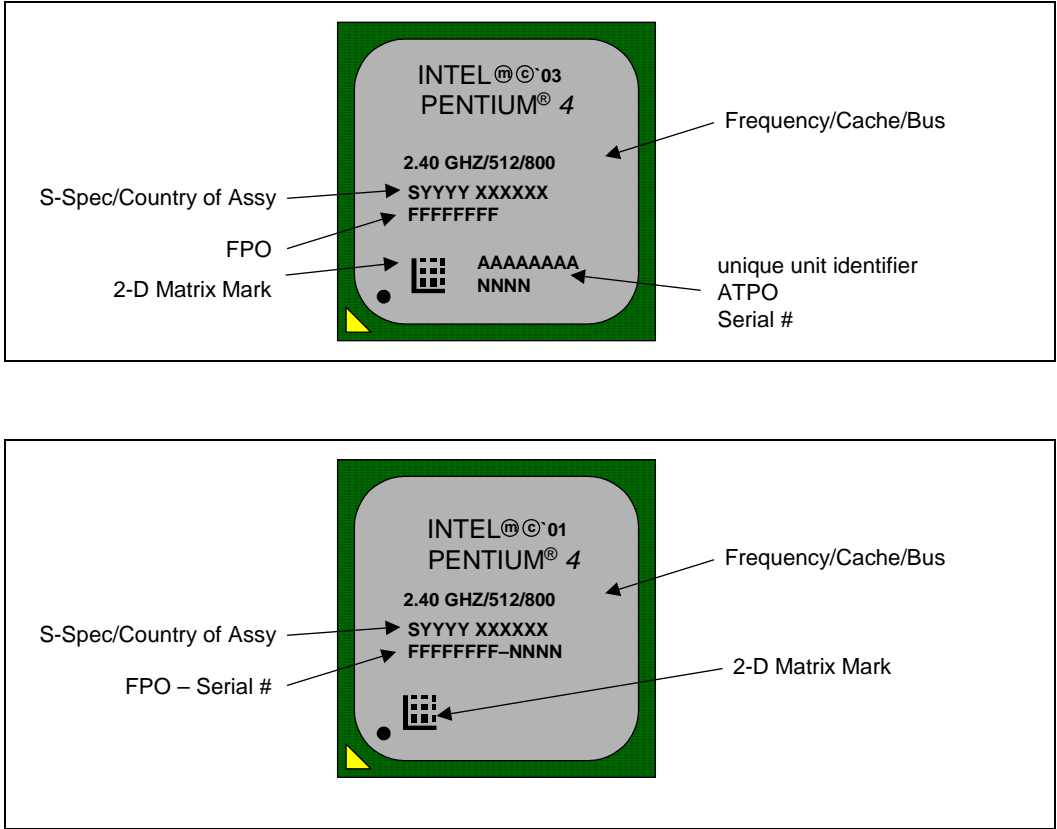 INTEL ⓜ ⓒ `03
PENTIUM® 4
Frequency/Cache/Bus
2.40 GHZ/512/800
S-Spec/Country of Assy
SYYYY XXXXXX
FFFFFFFF
FPO
2-D Matrix Mark
AAAAAAAA
NNNN
unique unit identifier
ATPO
Serial #
INTEL ⓜ ⓒ `01
PENTIUM® 4
Frequency/Cache/Bus
2.40 GHZ/512/800
S-Spec/Country of Assy
SYYYY XXXXXX
FFFFFFFF–NNNN
FPO – Serial #
2-D Matrix Mark